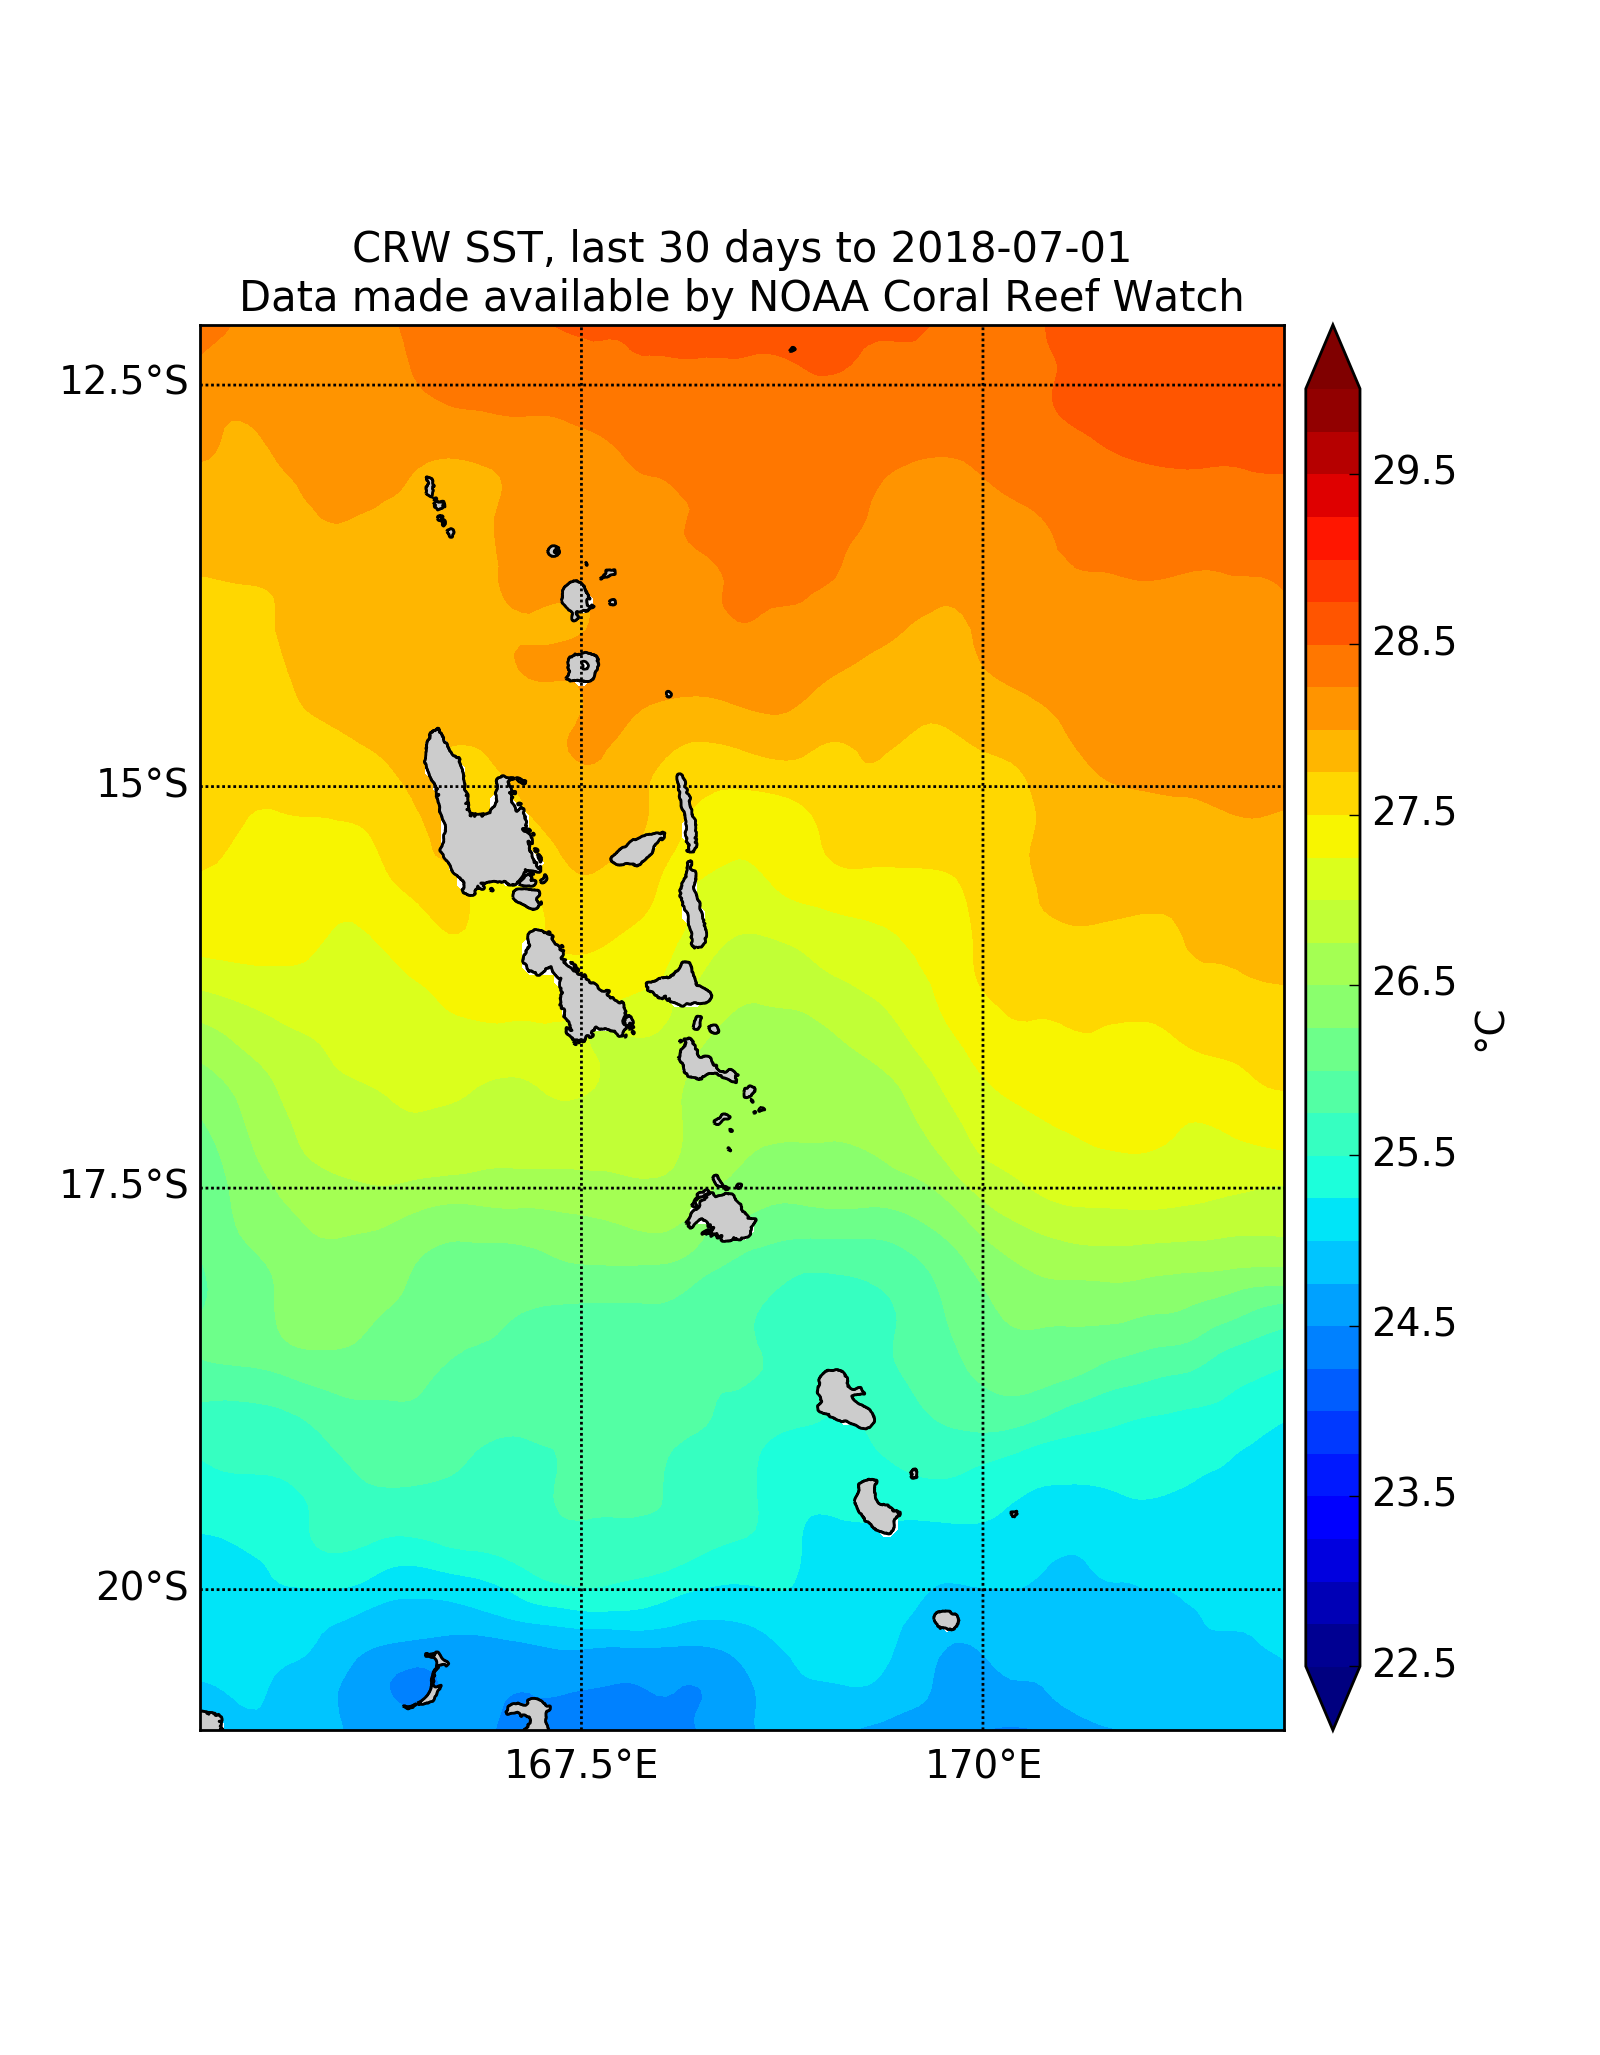 CRW SST, last 30 days to 2018-07-01
Data made available by NOAA Coral Reef Watch
12.5°S
15°S
17.5°S
20°S
167.5°E
170°E
29.5
28.5
27.5
26.5
25.5
24.5
23.5
22.5
°C